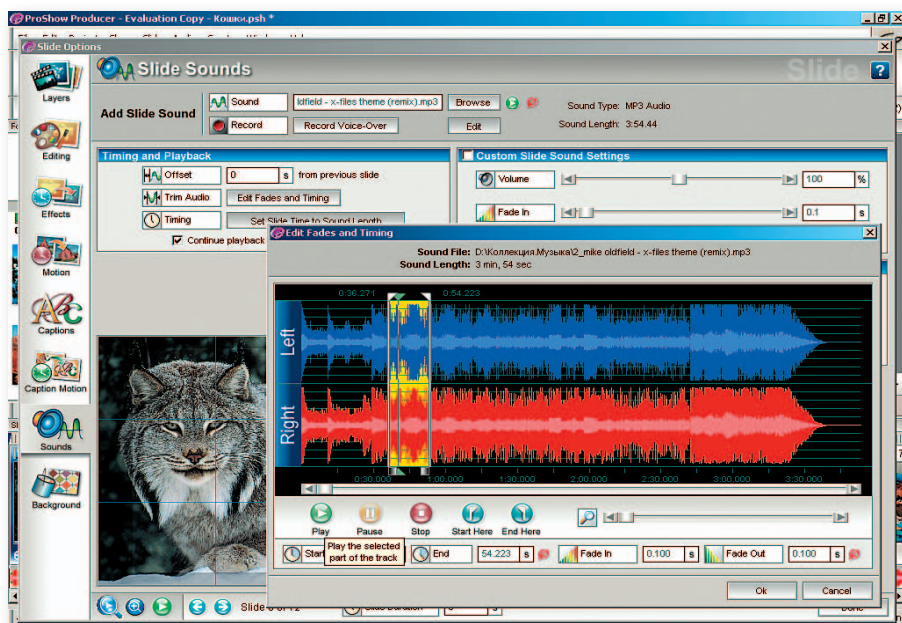 ProShow Producer - Evaluation Copy - Кошки.psh *
Slide Options
Layers
Editing
Effects
Motion
Captions
Caption Motion
Sounds
Background
Slide Sounds
Slide
?
Add Slide Sound
Sound
ldfield - x-files theme (remix).mp3
Browse
Sound Type: MP3 Audio
Record
Record Voice-Over
Edit
Sound Length: 3:54.44
Timing and Playback
Offset
0
s
from previous slide
Trim Audio
Edit Fades and Timing
Timing
Set Slide Time to Sound Length
Continue playback
Custom Slide Sound Settings
Volume
100
%
Fade In
0.1
s
Edit Fades and Timing
Sound File: D:\Коллекция.Музыка\2_mike oldfield - x-files theme (remix).mp3
Sound Length: 3 min, 54 sec
0:36.271
0:54.223
Left
Right
0:30.000
1:00.000
1:30.000
2:00.000
2:30.000
3:00.000
3:30.000
Play
Pause
Stop
Start Here
End Here
Play the selected
part of the track
Start
End
54.223
s
Fade In
0.100
s
Fade Out
0.100
s
Ok
Cancel
Slide Duration